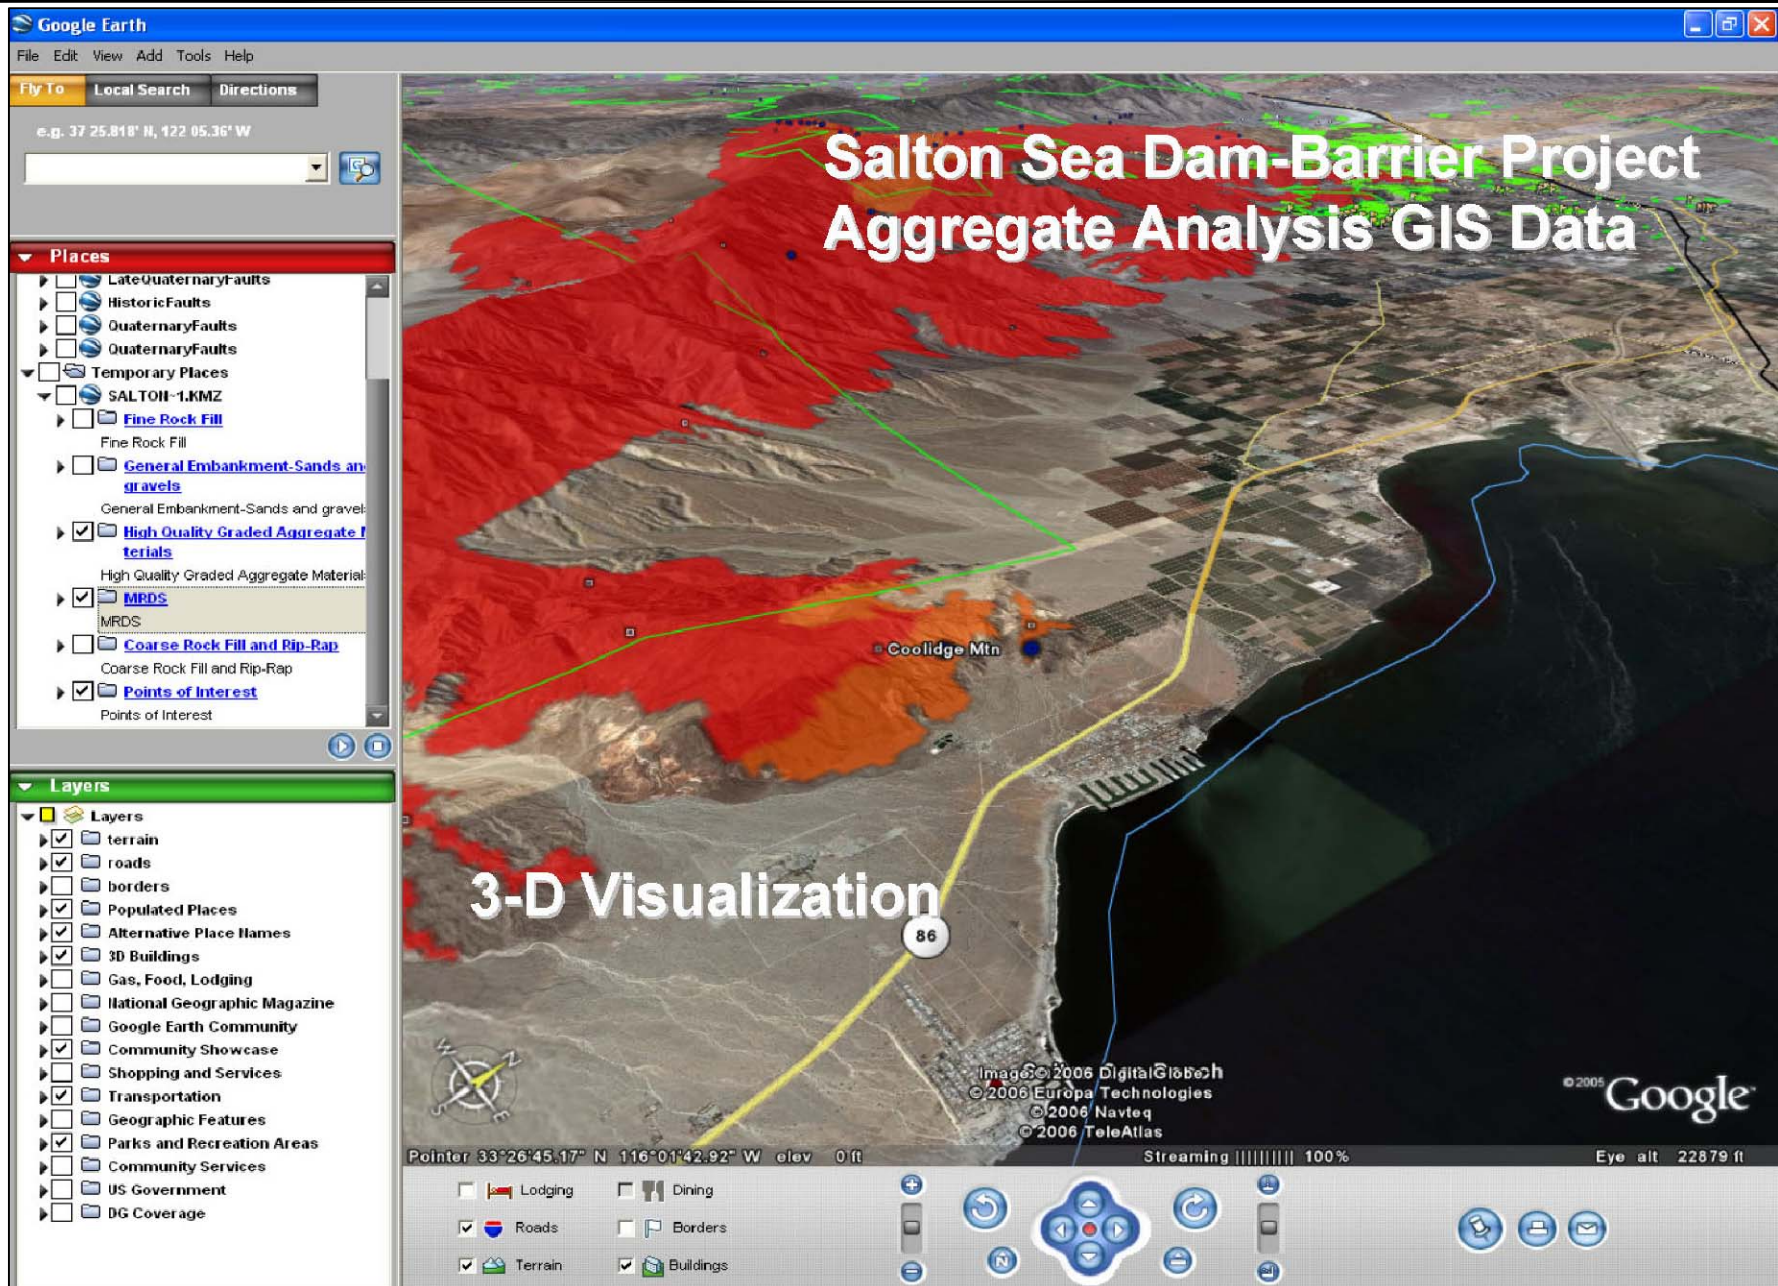 Google Earth
File Edit View Add Tools Help
Fly To Local Search Directions
e.g. 37 25.818' N, 122 05.36' W
Places
LateQuaternaryFaults
HistoricFaults
QuaternaryFaults
QuaternaryFaults
Temporary Places
SALTON~1.KMZ
Fine Rock Fill
Fine Rock Fill
General Embankment-Sands an
gravels
General Embankment-Sands and gravel
High Quality Graded Aggregate M
terials
High Quality Graded Aggregate Material
MRDS
MRDS
Coarse Rock Fill and Rip-Rap
Coarse Rock Fill and Rip-Rap
Points of Interest
Points of Interest
Layers
Layers
terrain
roads
borders
Populated Places
Alternative Place Names
3D Buildings
Gas, Food, Lodging
National Geographic Magazine
Google Earth Community
Community Showcase
Shopping and Services
Transportation
Geographic Features
Parks and Recreation Areas
Community Services
US Government
DG Coverage
Salton Sea Dam-Barrier Project
Aggregate Analysis GIS Data
Coolidge Mtn
3-D Visualization
86
N
S
E
W
Image © 2006 DigitalGlobe
© 2006 Europa Technologies
© 2006 Navteq
© 2006 TeleAtlas
©2005 Google
Pointer 33°26'45.17" N 116°01'42.92" W elev 0 ft
Streaming |||||||||| 100%
Eye alt 22879 ft
Lodging Dining
Roads Borders
Terrain Buildings
N